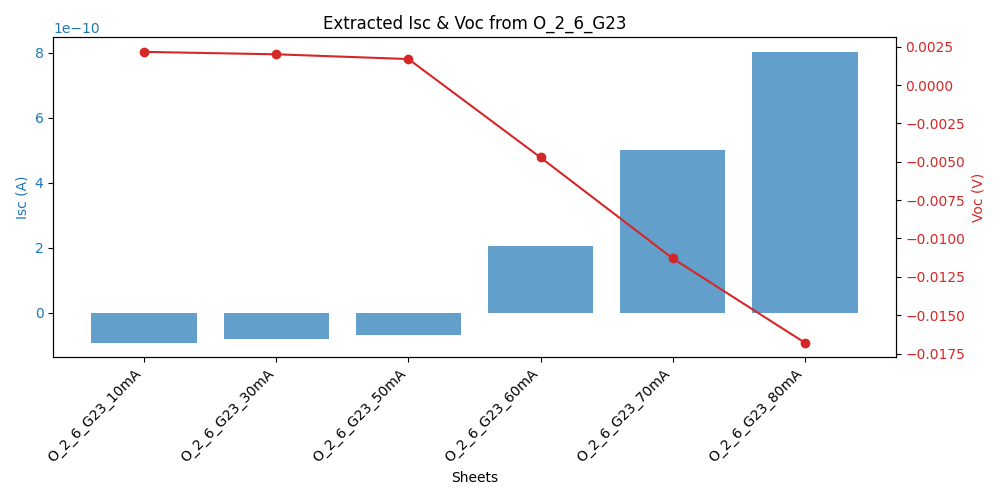 Extracted Isc & Voc from O_2_6_G23
1e−10
8
6
4
2
0
Isc (A)
0.0025
0.0000
−0.0025
−0.0050
−0.0075
−0.0100
−0.0125
−0.0150
−0.0175
Voc (V)
O_2_6_G23_10mA
O_2_6_G23_30mA
O_2_6_G23_50mA
O_2_6_G23_60mA
O_2_6_G23_70mA
O_2_6_G23_80mA
Sheets